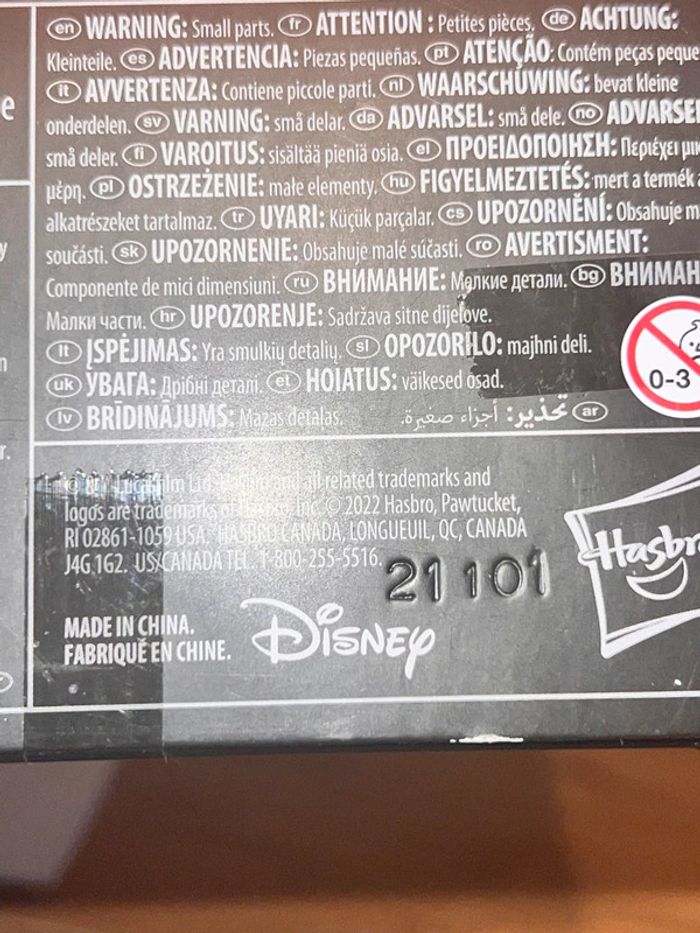 en WARNING: Small parts. fr ATTENTION : Petites pièces. de ACHTUNG:
Kleinteile. es ADVERTENCIA: Piezas pequeñas. pt ATENÇÃO: Contém peças peque
it AVVERTENZA: Contiene piccole parti. nl WAARSCHUWING: bevat kleine
onderdelen. sv VARNING: små delar. da ADVARSEL: små dele. no ADVARSE
små deler. fi VAROITUS: sisältää pieniä osia. el ΠΡΟΕΙΔΟΠΟΙΗΣΗ: Περιέχει μικ
μέρη. pl OSTRZEŻENIE: małe elementy. hu FIGYELMEZTETÉS: mert a termék a
alkatrészeket tartalmaz. tr UYARI: Küçük parçalar. cs UPOZORNĚNÍ: Obsahuje m
součásti. sk UPOZORNENIE: Obsahuje malé súčasti. ro AVERTISMENT:
Componente de mici dimensiuni. ru ВНИМАНИЕ: Мелкие детали. bg ВНИМАН
Малки части. hr UPOZORENJE: Sadržava sitne dijelove.
lt ĮSPĖJIMAS: Yra smulkių detalių. sl OPOZORILO: majhni deli.
uk УВАГА: Дрібні деталі. et HOIATUS: väikesed osad.
lv BRĪDINĀJUMS: Mazas detaļas. ar تحذير: أجزاء صغيرة.
0-3
Lucasfilm Ltd. Hasbro and all related trademarks and
logos are trademarks of Hasbro, Inc. © 2022 Hasbro, Pawtucket,
RI 02861-1059 USA. HASBRO CANADA, LONGUEUIL, QC, CANADA
J4G 1G2. US/CANADA TEL. 1-800-255-5516.
21 101
Hasbro
MADE IN CHINA.
FABRIQUÉ EN CHINE.
Disney